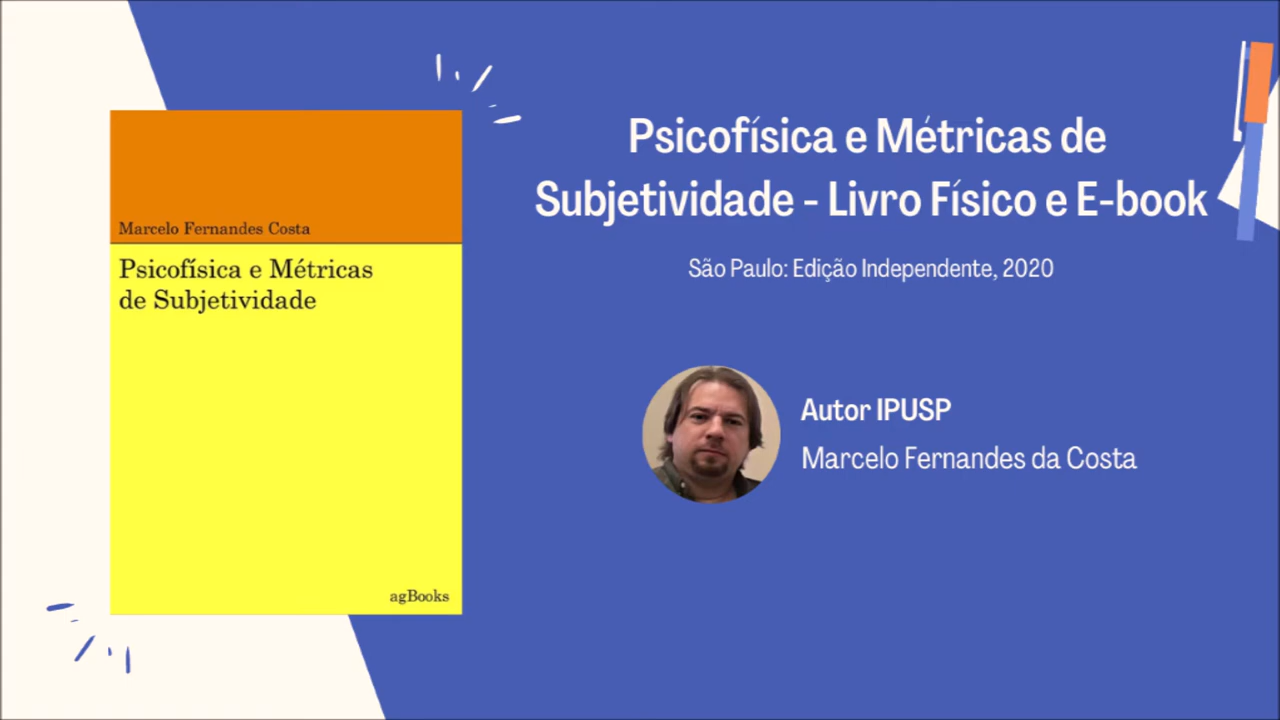 Marcelo Fernandes Costa
Psicofísica e Métricas
de Subjetividade
agBooks
Psicofísica e Métricas de
Subjetividade - Livro Físico e E-book
São Paulo: Edição Independente, 2020
Autor IPUSP
Marcelo Fernandes da Costa